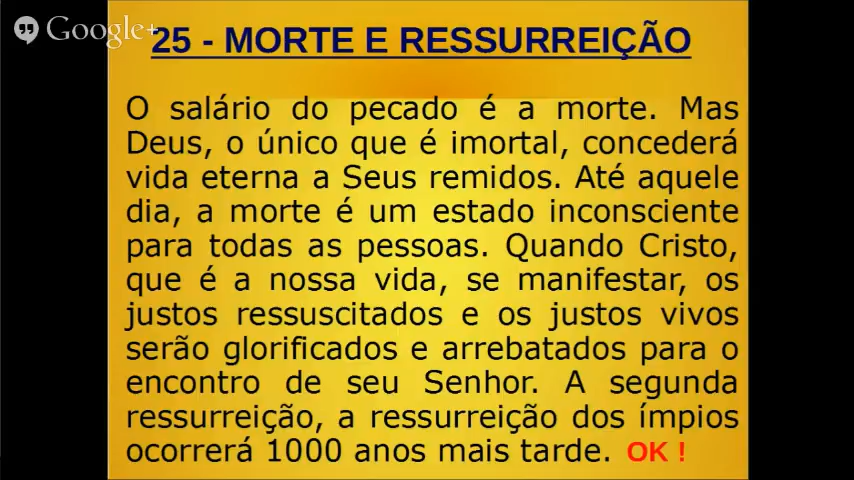 Google+
25 - MORTE E RESSURREIÇÃO
O salário do pecado é a morte. Mas
Deus, o único que é imortal, concederá
vida eterna a Seus remidos. Até aquele
dia, a morte é um estado inconsciente
para todas as pessoas. Quando Cristo,
que é a nossa vida, se manifestar, os
justos ressuscitados e os justos vivos
serão glorificados e arrebatados para o
encontro de seu Senhor. A segunda
ressurreição, a ressurreição dos ímpios
ocorrerá 1000 anos mais tarde. OK !